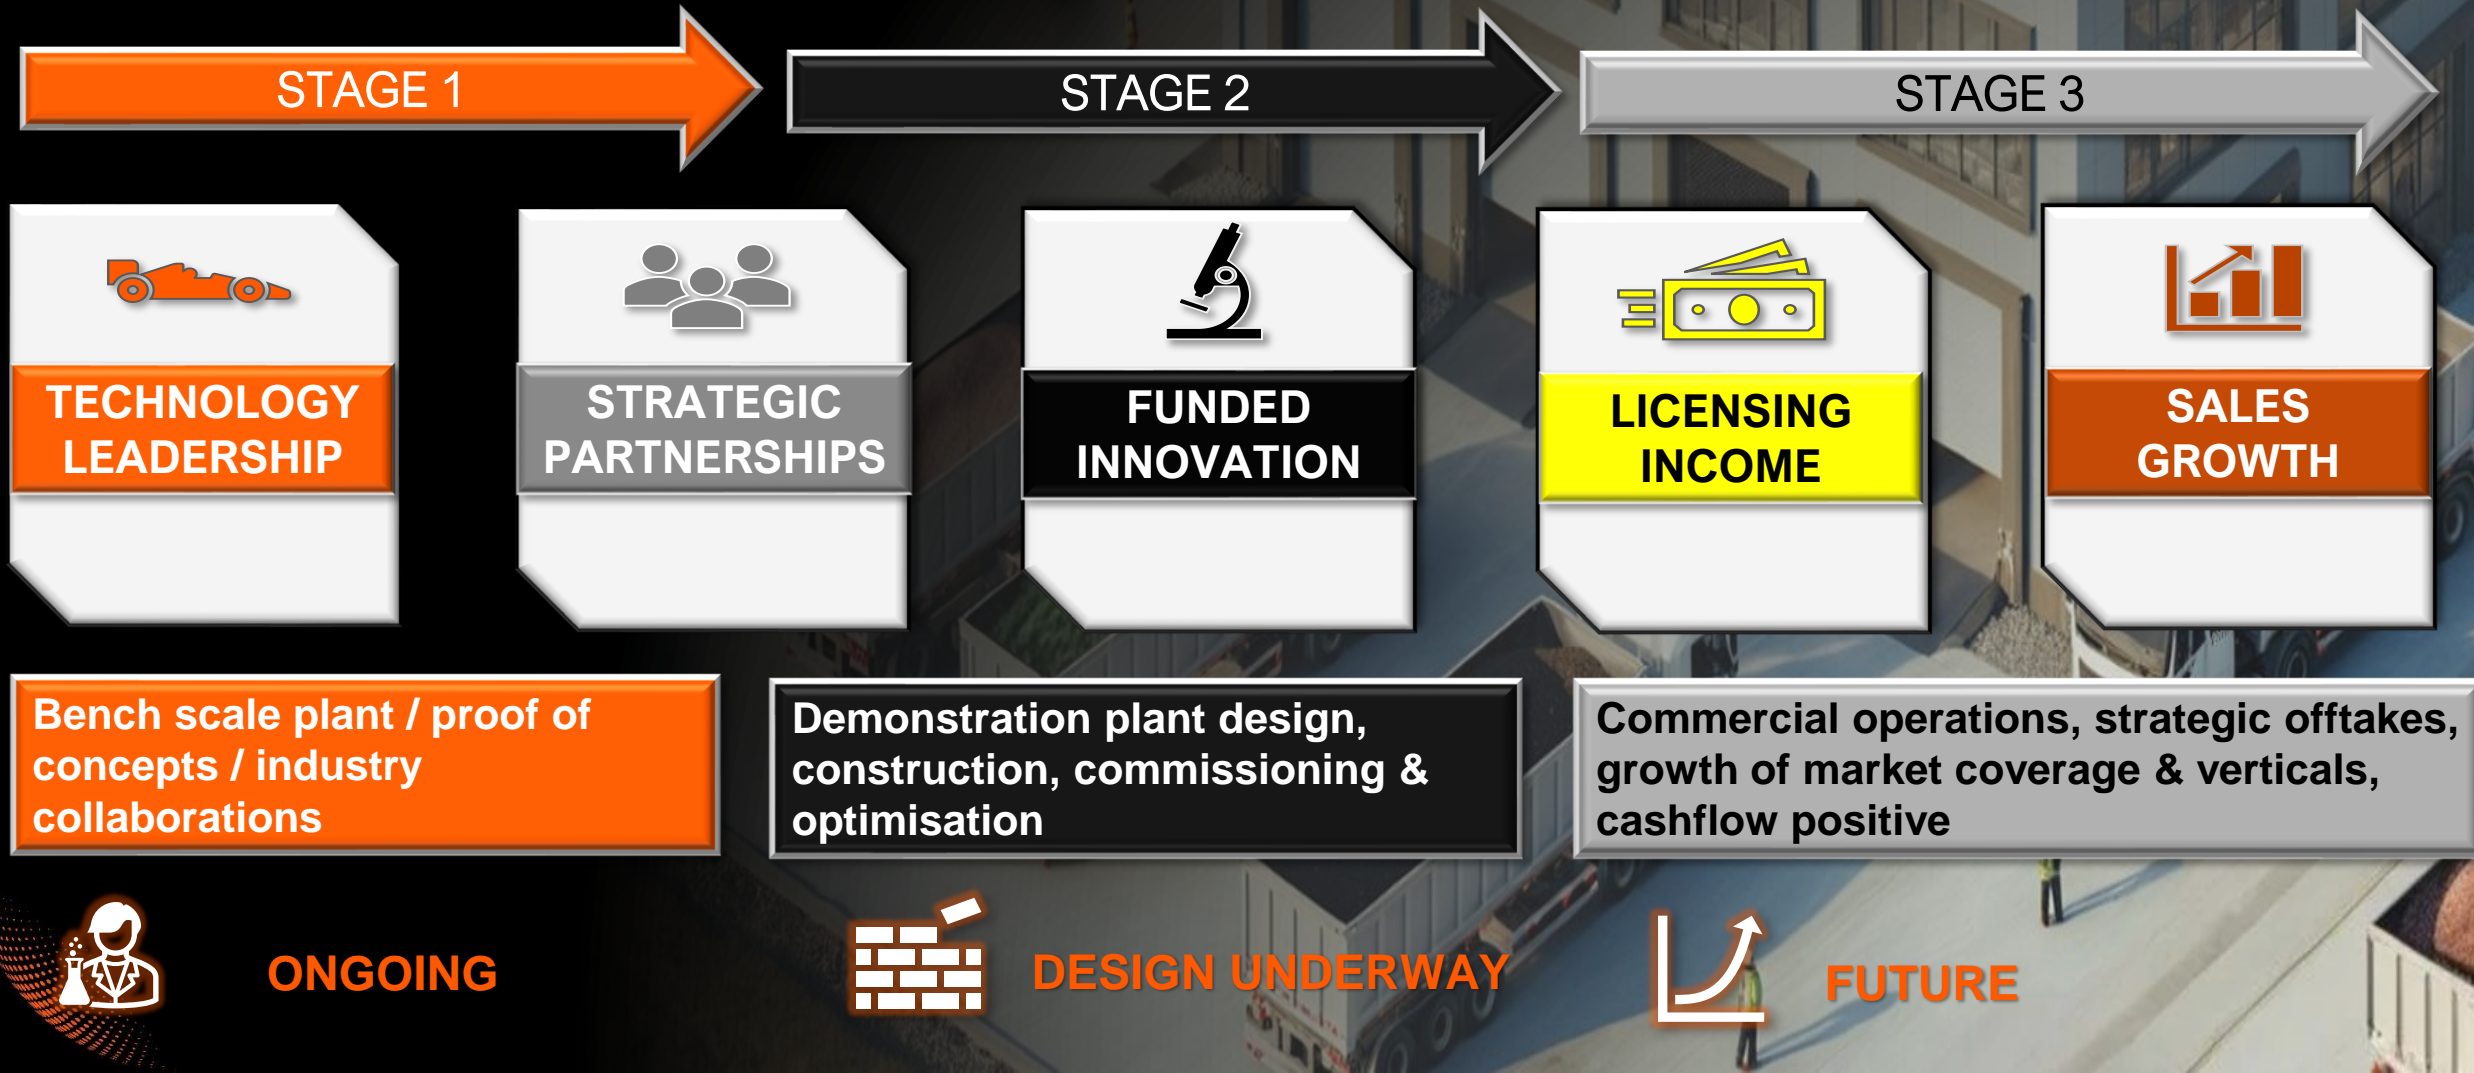 STAGE 1
STAGE 2
STAGE 3
TECHNOLOGY
LEADERSHIP
STRATEGIC
PARTNERSHIPS
FUNDED
INNOVATION
LICENSING
INCOME
SALES
GROWTH
Bench scale plant / proof of
concepts / industry
collaborations
Demonstration plant design,
construction, commissioning &
optimisation
Commercial operations, strategic offtakes,
growth of market coverage & verticals,
cashflow positive
ONGOING
DESIGN UNDERWAY
FUTURE